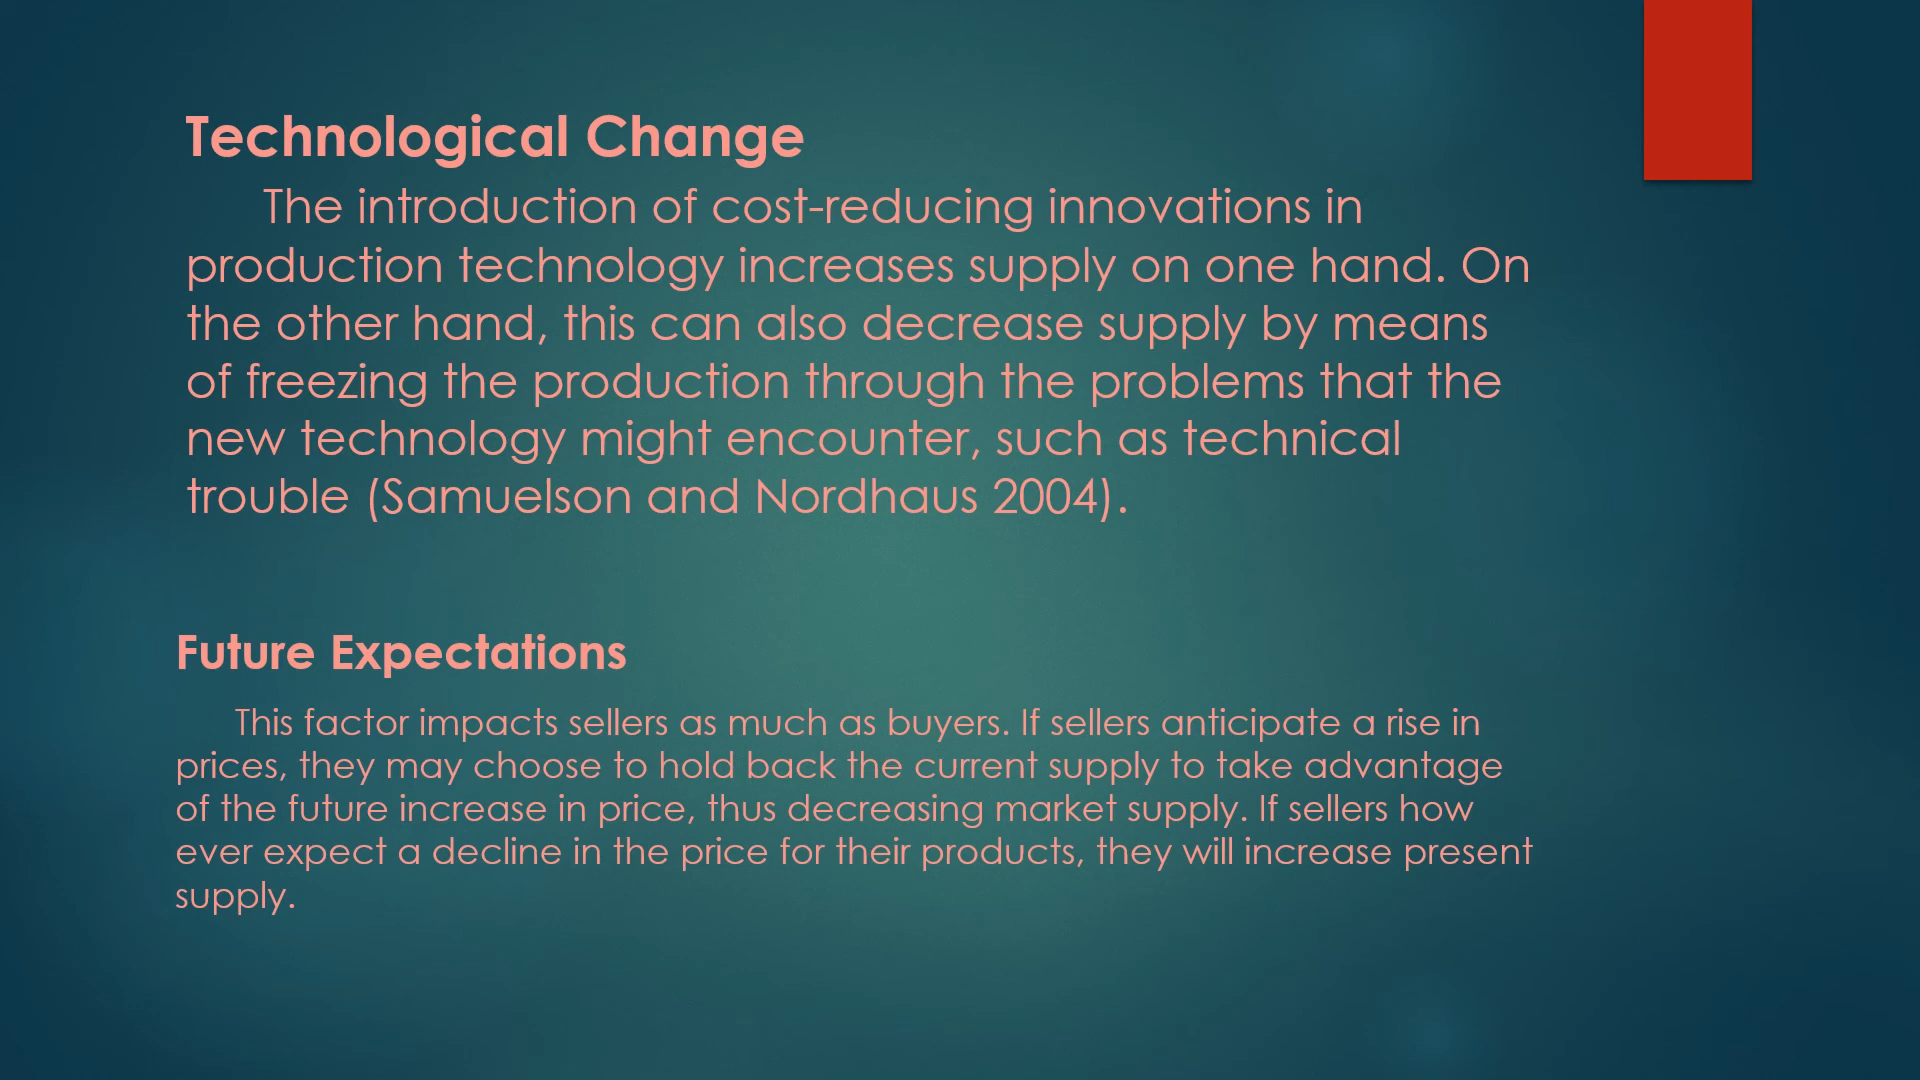 Technological Change
The introduction of cost-reducing innovations in
production technology increases supply on one hand. On
the other hand, this can also decrease supply by means
of freezing the production through the problems that the
new technology might encounter, such as technical
trouble (Samuelson and Nordhaus 2004).
Future Expectations
This factor impacts sellers as much as buyers. If sellers anticipate a rise in
prices, they may choose to hold back the current supply to take advantage
of the future increase in price, thus decreasing market supply. If sellers how
ever expect a decline in the price for their products, they will increase present
supply.